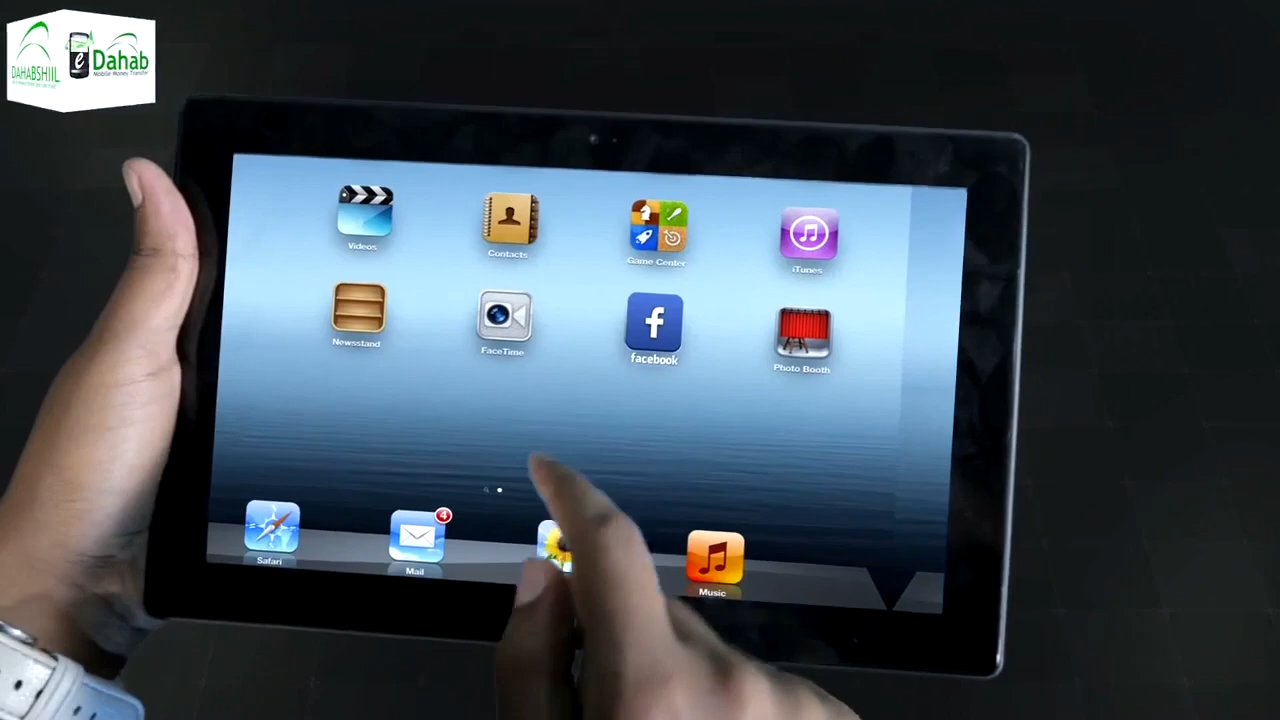 DAHABSHIIL
e
Dahab
Mobile Money Transfer
Videos
Contacts
Game Center
iTunes
Newsstand
FaceTime
f
facebook
Photo Booth
4
Safari
Mail
Music